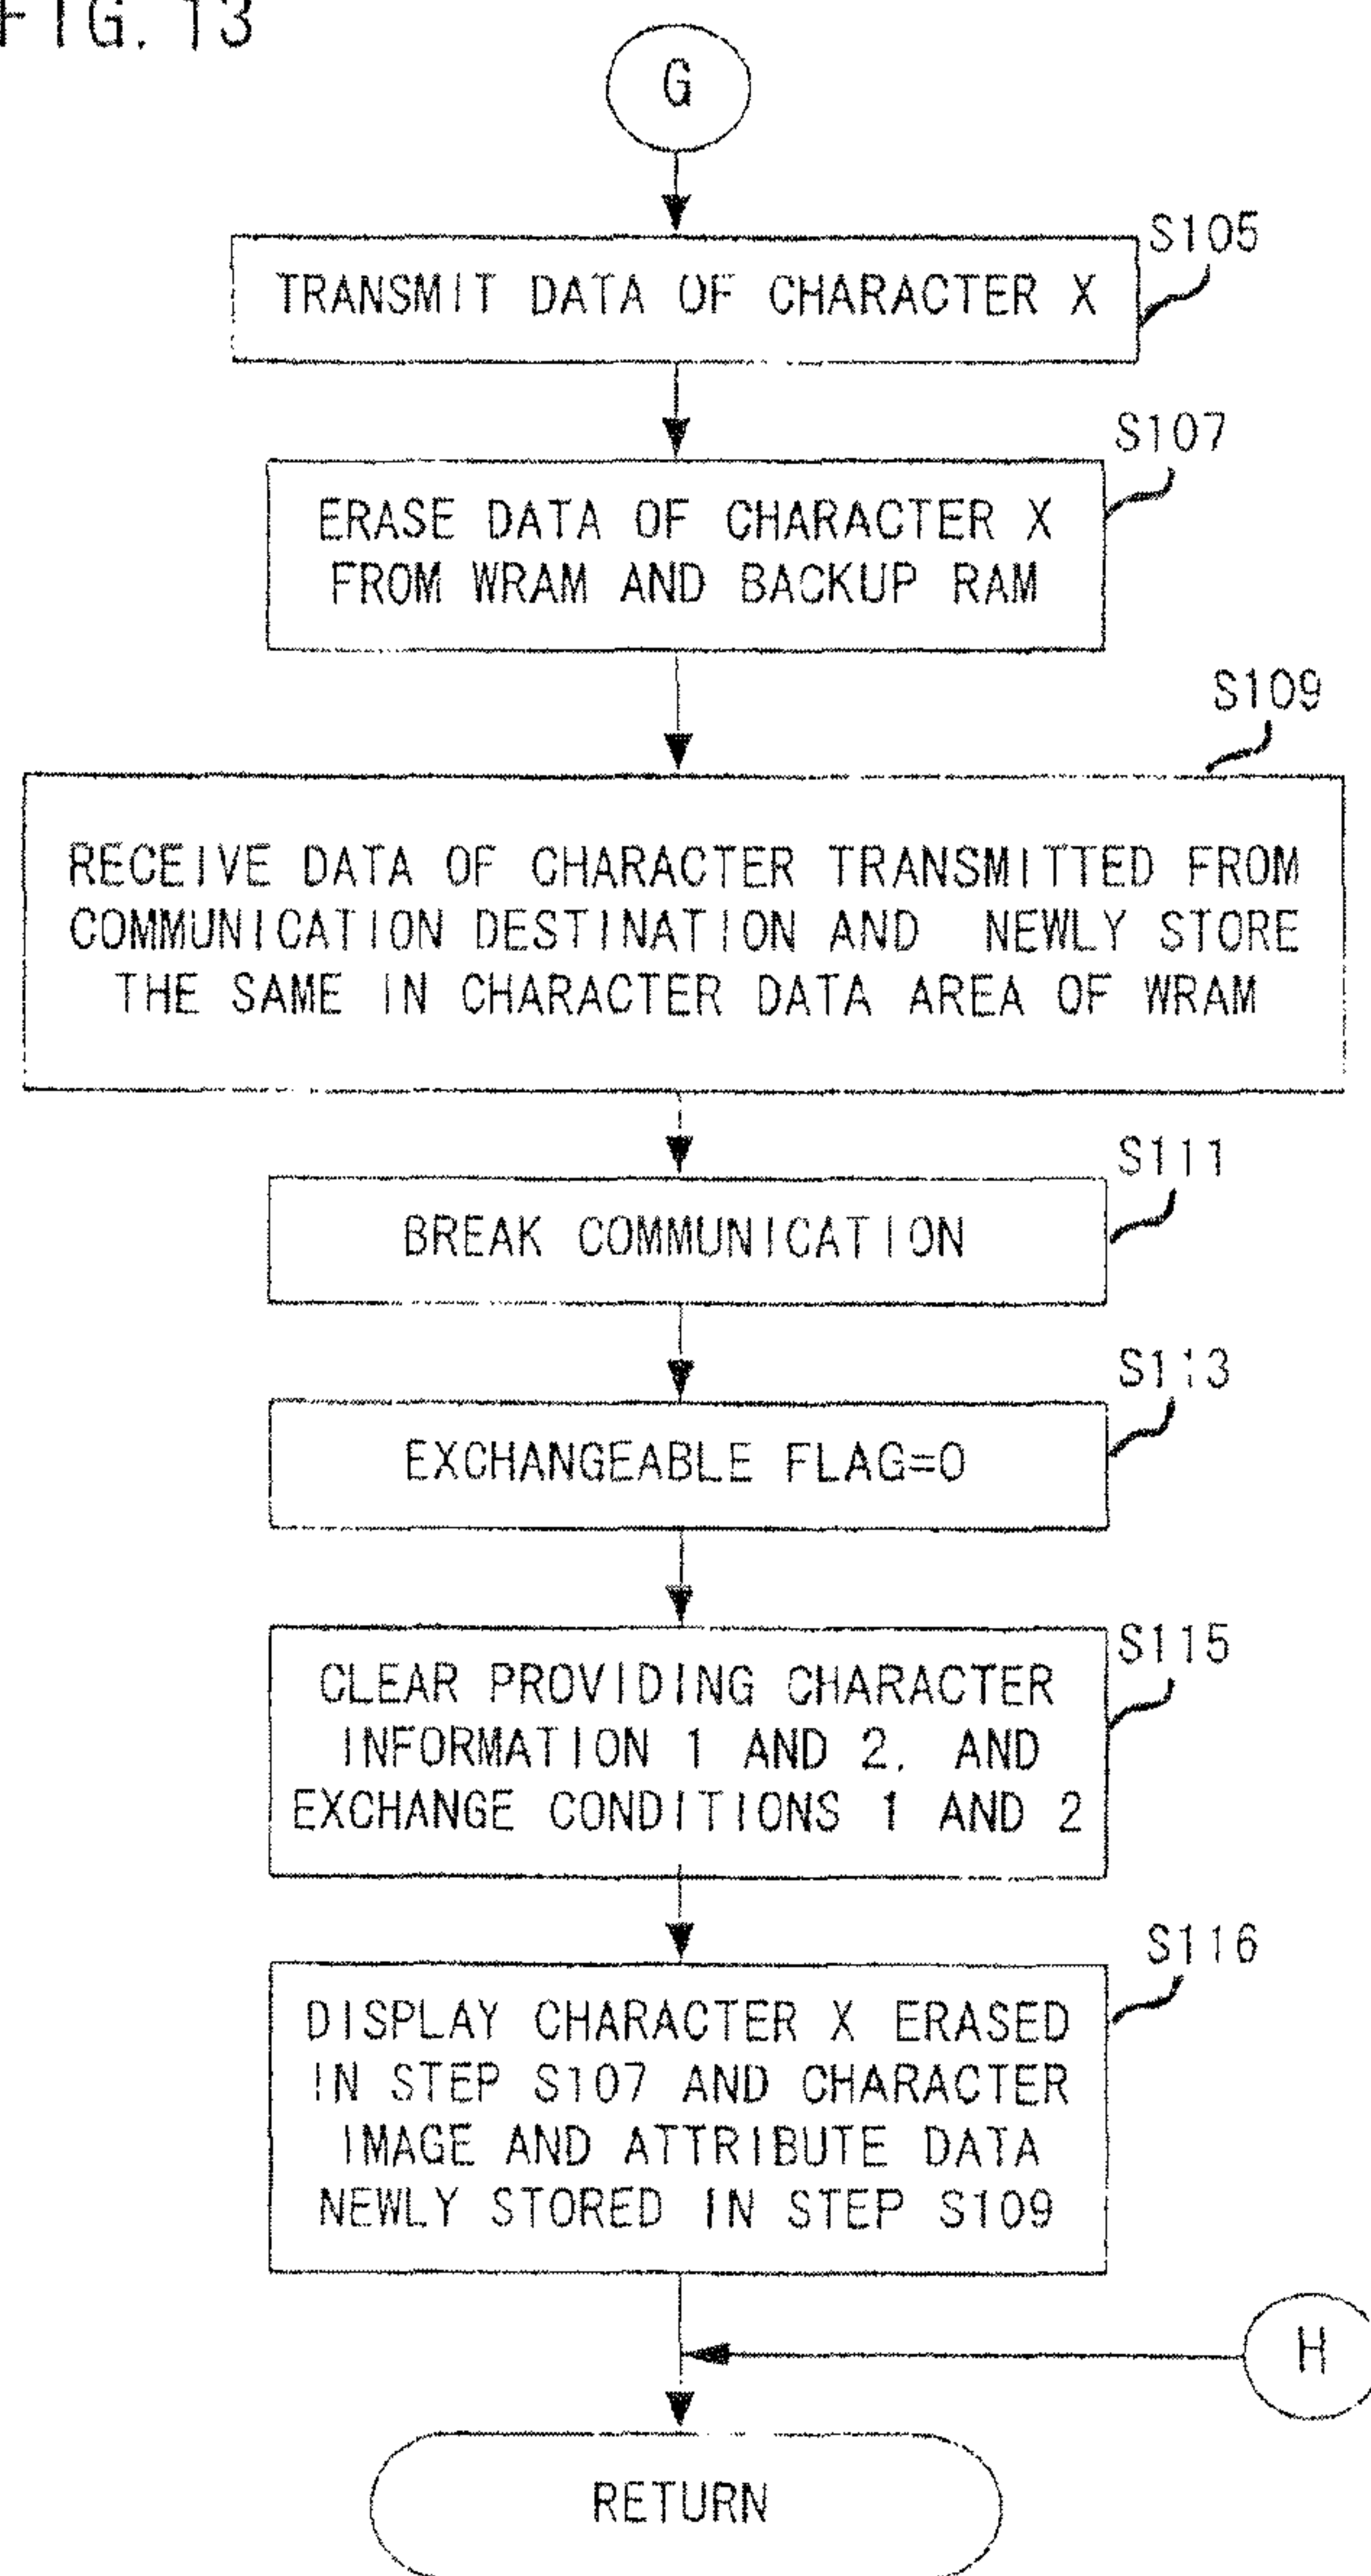 FIG. 13
G
S105
TRANSMIT DATA OF CHARACTER X
S107
ERASE DATA OF CHARACTER X
FROM WRAM AND BACKUP RAM
S109
RECEIVE DATA OF CHARACTER TRANSMITTED FROM
COMMUNICATION DESTINATION AND NEWLY STORE
THE SAME IN CHARACTER DATA AREA OF WRAM
S111
BREAK COMMUNICATION
S113
EXCHANGEABLE FLAG=0
S115
CLEAR PROVIDING CHARACTER
INFORMATION 1 AND 2, AND
EXCHANGE CONDITIONS 1 AND 2
S116
DISPLAY CHARACTER X ERASED
IN STEP S107 AND CHARACTER
IMAGE AND ATTRIBUTE DATA
NEWLY STORED IN STEP S109
H
RETURN